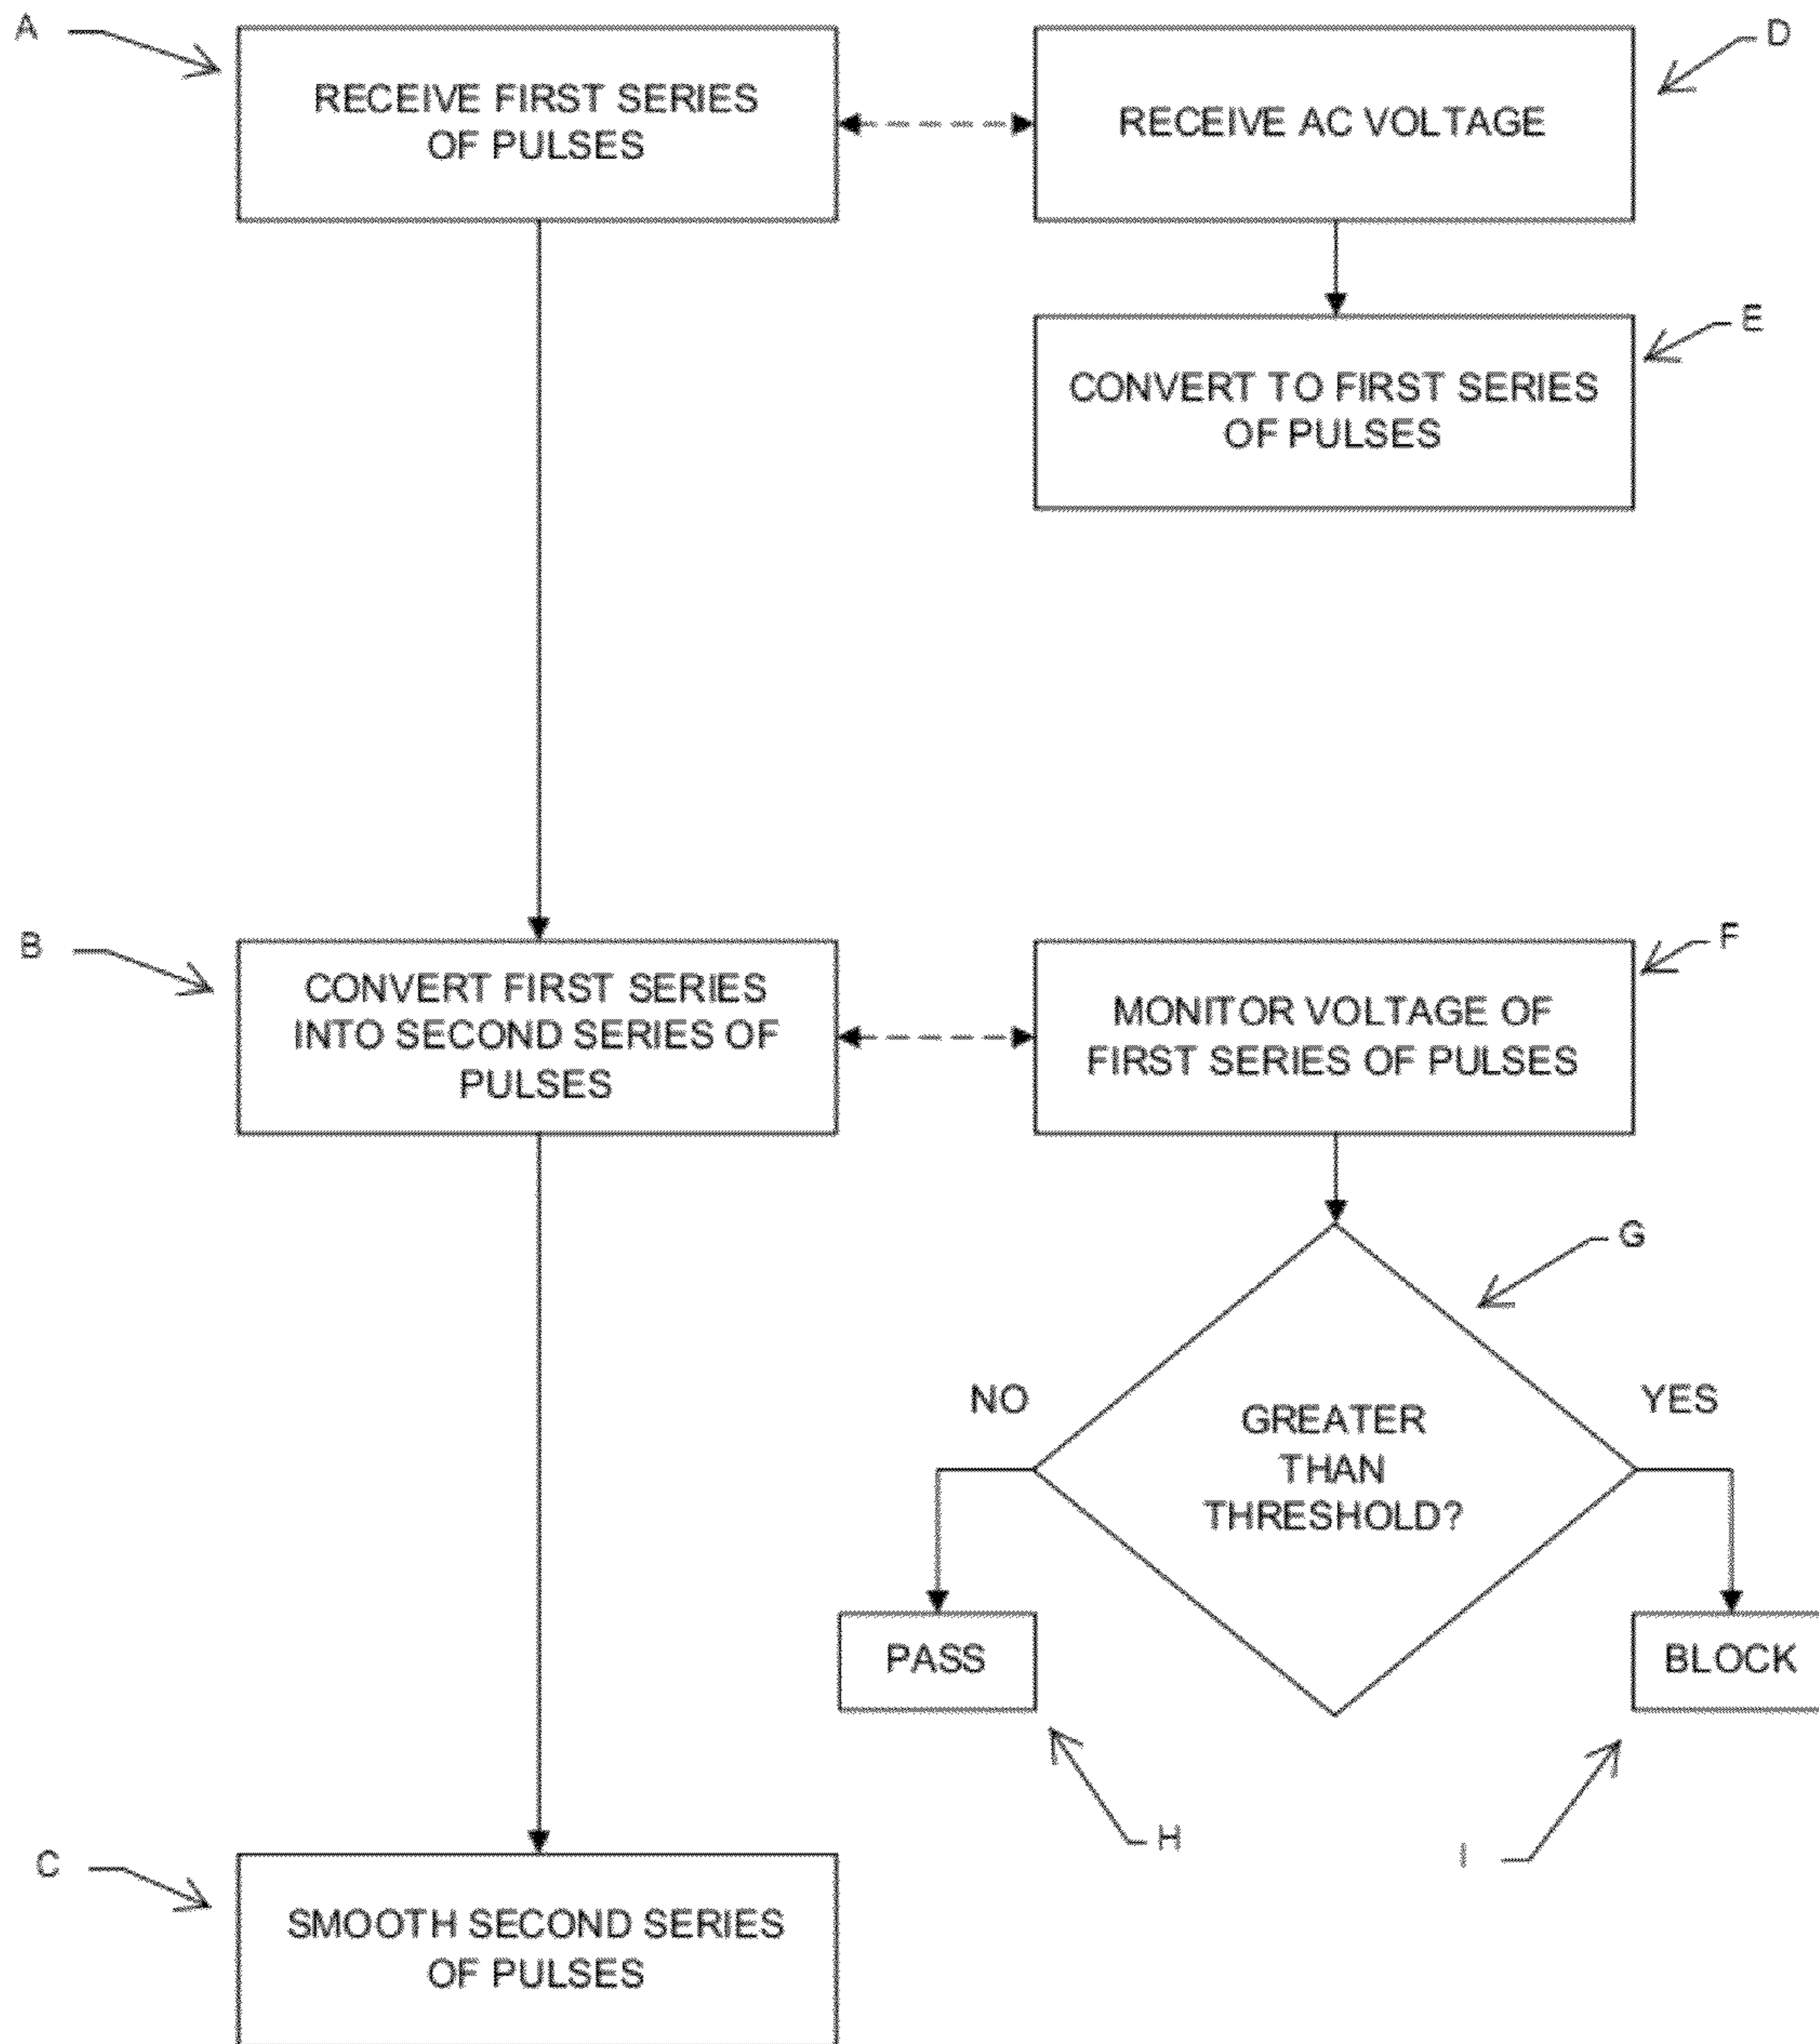 A
RECEIVE FIRST SERIES
OF PULSES
RECEIVE AC VOLTAGE
D
CONVERT TO FIRST SERIES
OF PULSES
E
B
CONVERT FIRST SERIES
INTO SECOND SERIES OF
PULSES
MONITOR VOLTAGE OF
FIRST SERIES OF PULSES
F
G
NO
GREATER
THAN
THRESHOLD?
YES
PASS
BLOCK
H
I
C
SMOOTH SECOND SERIES
OF PULSES